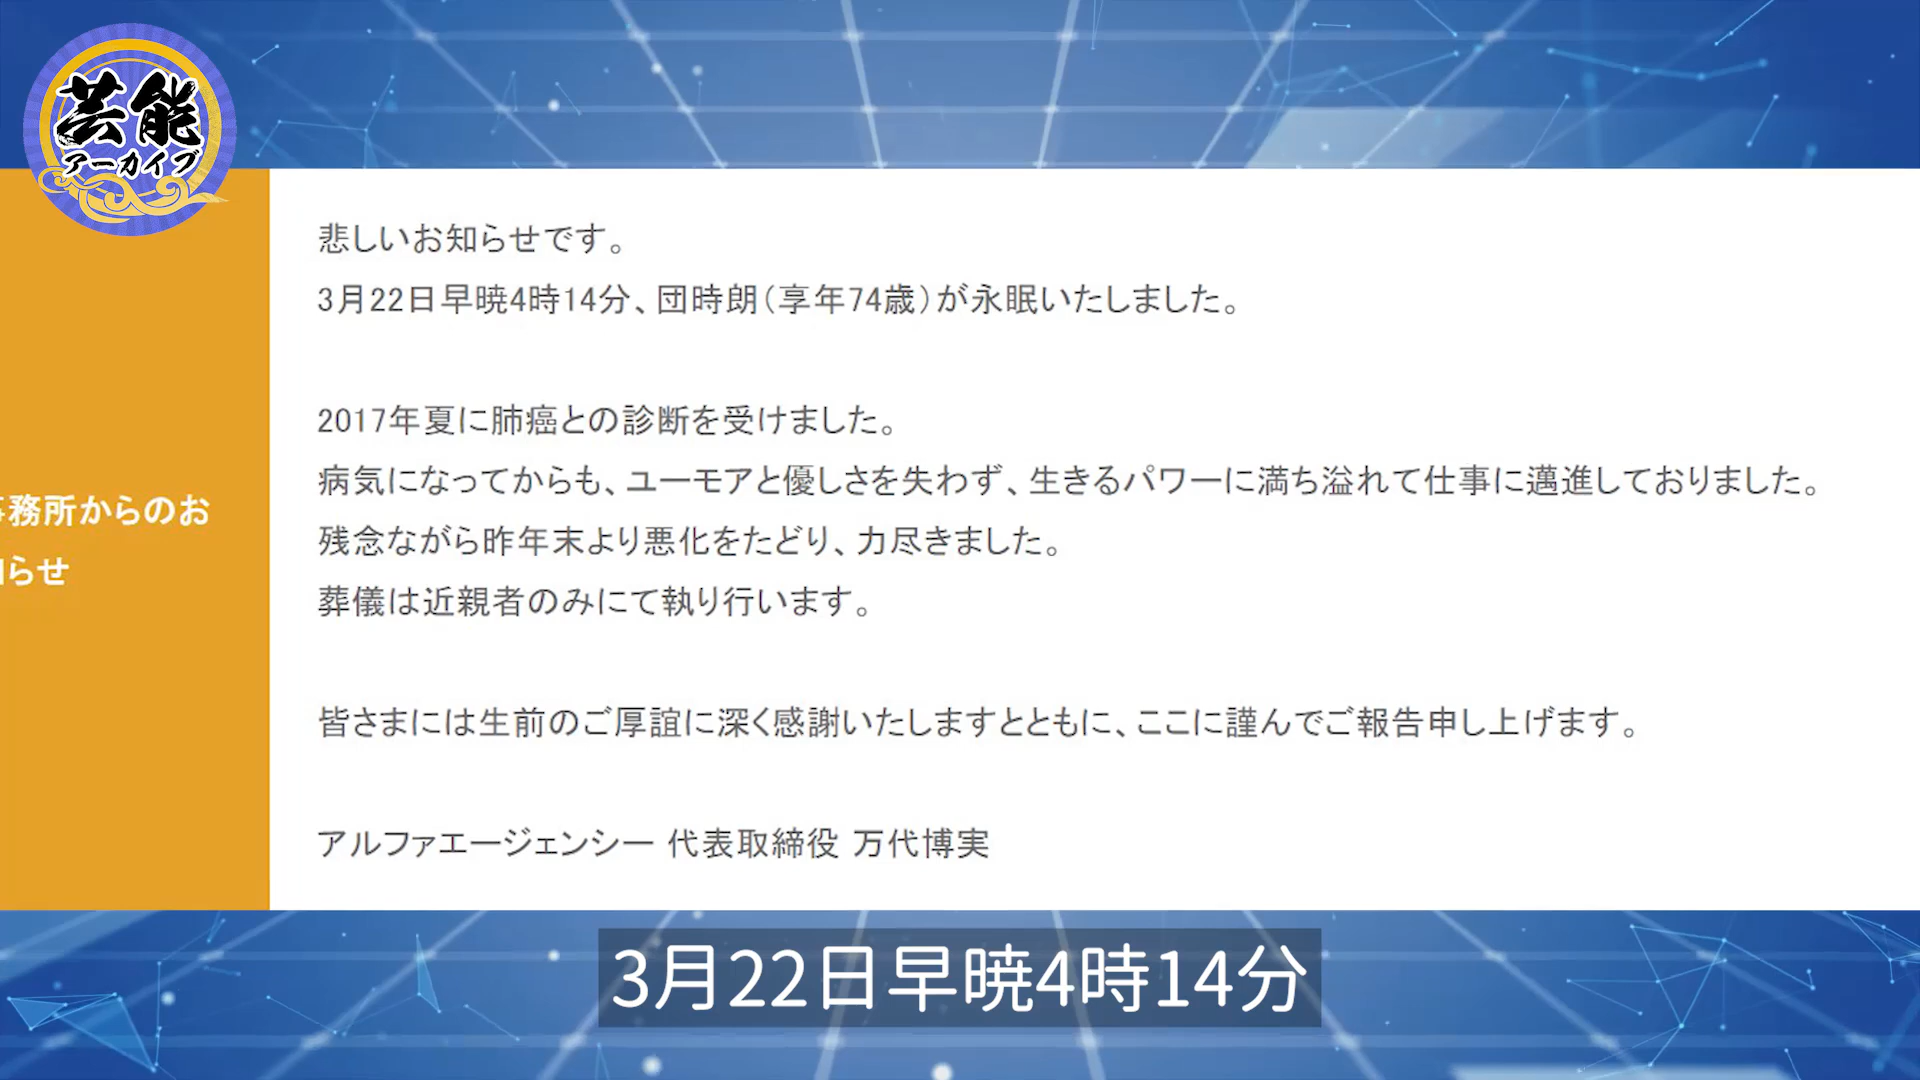 芸能
アーカイブ
悲しいお知らせです。
3月22日早暁4時14分、団時朗(享年74歳)が永眠いたしました。
2017年夏に肺癌との診断を受けました。
病気になってからも、ユーモアと優しさを失わず、生きるパワーに満ち溢れて仕事に邁進しておりました。
残念ながら昨年末より悪化をたどり、力尽きました。
葬儀は近親者のみにて執り行います。
皆さまには生前のご厚誼に深く感謝いたしますとともに、ここに謹んでご報告申し上げます。
アルファエージェンシー 代表取締役 万代博実
務所からのお
らせ
3月22日早暁4時14分